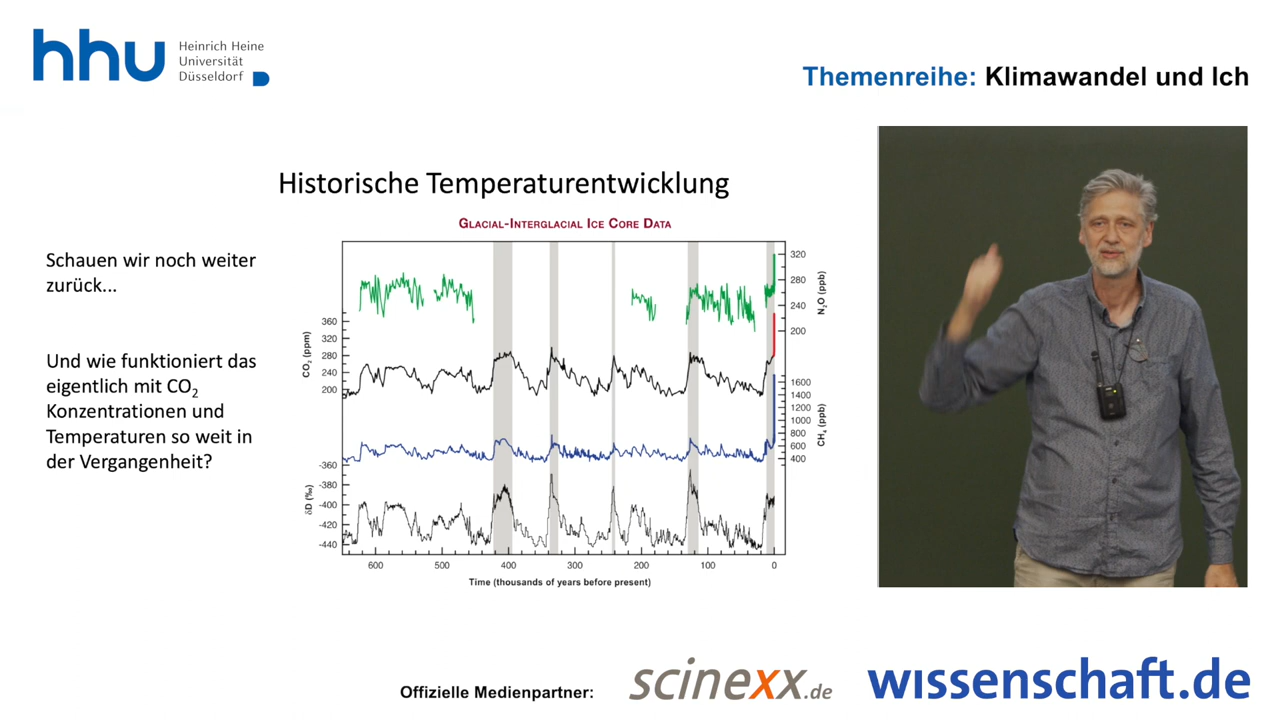 hhu Heinrich Heine
Universität
Düsseldorf
Themenreihe: Klimawandel und Ich
Historische Temperaturentwicklung
Schauen wir noch weiter
zurück...
Und wie funktioniert das
eigentlich mit CO₂
Konzentrationen und
Temperaturen so weit in
der Vergangenheit?
GLACIAL-INTERGLACIAL ICE CORE DATA
320
280
240
200
N₂O (ppb)
360
320
280
240
200
CO₂ (ppm)
1600
1400
1200
1000
800
600
400
CH₄ (ppb)
-360
-380
-400
-420
-440
δD (‰)
600 500 400 300 200 100 0
Time (thousands of years before present)
Offizielle Medienpartner:
scinexx.de
wissenschaft.de